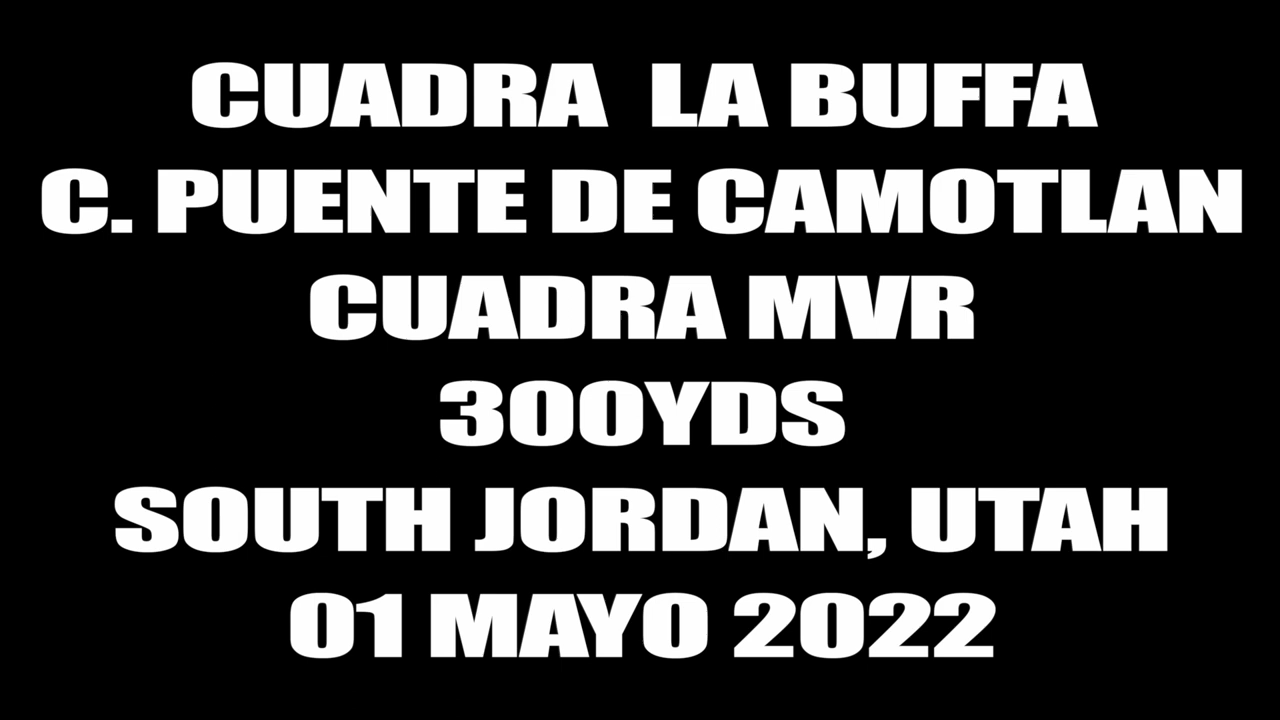 CUADRA  LA BUFFA
C. PUENTE DE CAMOTLAN
CUADRA MVR
300YDS
SOUTH JORDAN, UTAH
01 MAYO 2022